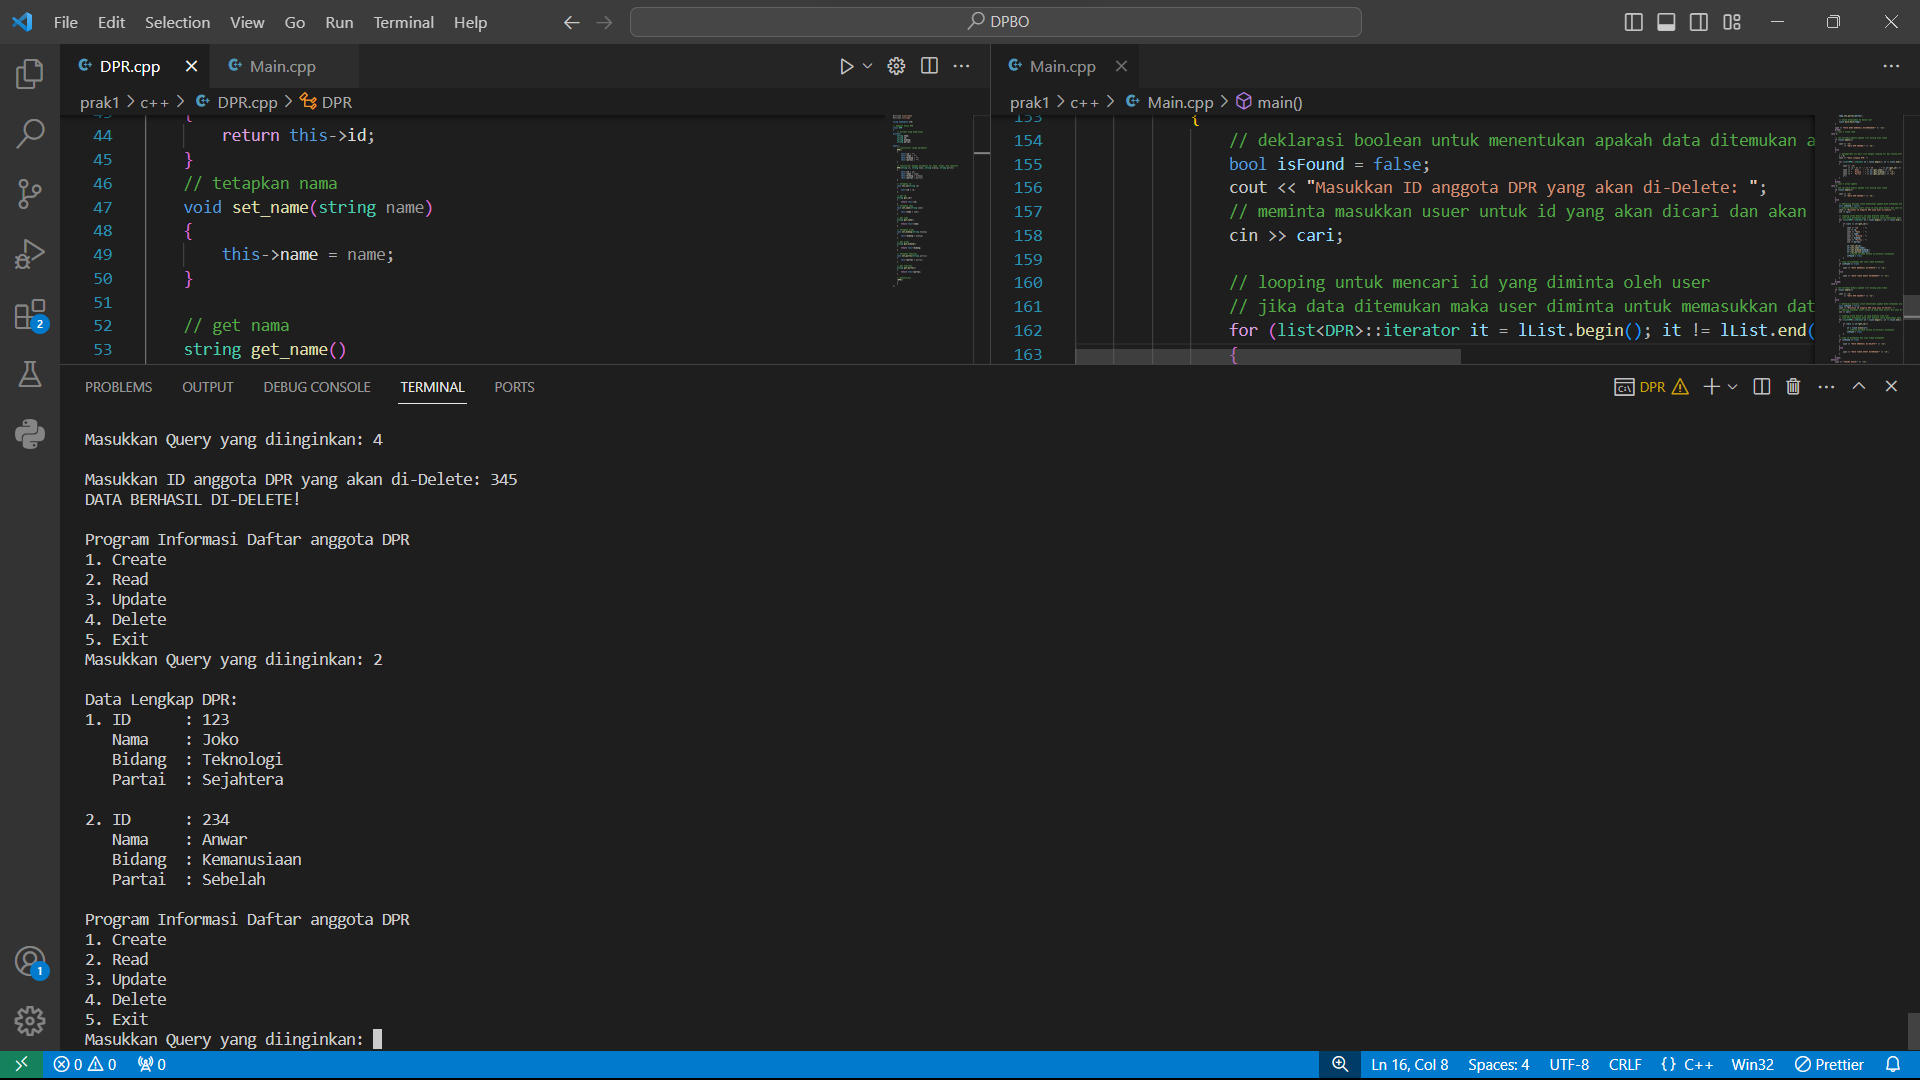 File Edit Selection View Go Run Terminal Help
DPBO
DPR.cpp
Main.cpp
prak1 > c++ > DPR.cpp > DPR
44 return this->id;
45 }
46 // tetapkan nama
47 void set_name(string name)
48 {
49 this->name = name;
50 }
51
52 // get nama
53 string get_name()
Main.cpp
prak1 > c++ > Main.cpp > main()
153 {
154 // deklarasi boolean untuk menentukan apakah data ditemukan a
155 bool isFound = false;
156 cout << "Masukkan ID anggota DPR yang akan di-Delete: ";
157 // meminta masukkan usuer untuk id yang akan dicari dan akan
158 cin >> cari;
159
160 // looping untuk mencari id yang diminta oleh user
161 // jika data ditemukan maka user diminta untuk memasukkan dat
162 for (list<DPR>::iterator it = lList.begin(); it != lList.end(
163 {
PROBLEMS OUTPUT DEBUG CONSOLE TERMINAL PORTS
DPR
Masukkan Query yang diinginkan: 4
Masukkan ID anggota DPR yang akan di-Delete: 345
DATA BERHASIL DI-DELETE!
Program Informasi Daftar anggota DPR
1. Create
2. Read
3. Update
4. Delete
5. Exit
Masukkan Query yang diinginkan: 2
Data Lengkap DPR:
1. ID : 123
Nama : Joko
Bidang : Teknologi
Partai : Sejahtera
2. ID : 234
Nama : Anwar
Bidang : Kemanusiaan
Partai : Sebelah
Program Informasi Daftar anggota DPR
1. Create
2. Read
3. Update
4. Delete
5. Exit
Masukkan Query yang diinginkan:
2
1
0 0 0
Ln 16, Col 8 Spaces: 4 UTF-8 CRLF {} C++ Win32 Prettier